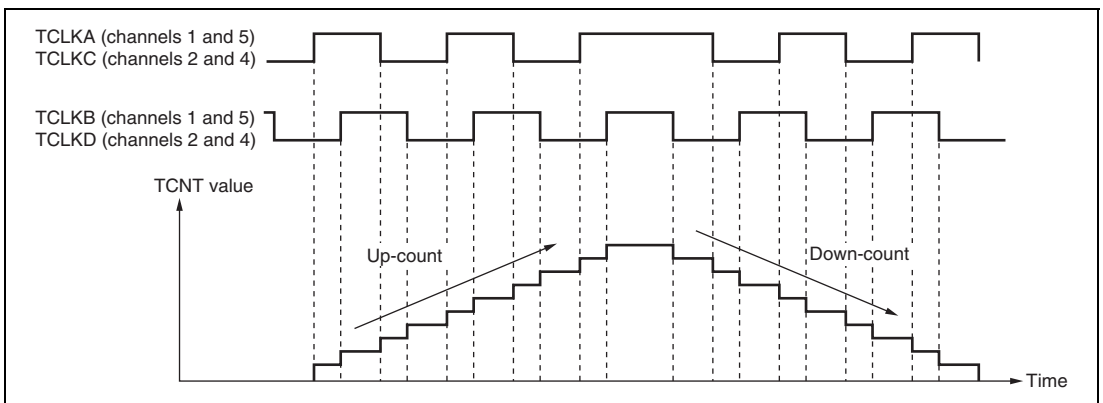 TCLKA (channels 1 and 5)
TCLKC (channels 2 and 4)
TCLKB (channels 1 and 5)
TCLKD (channels 2 and 4)
TCNT value
Up-count
Down-count
Time